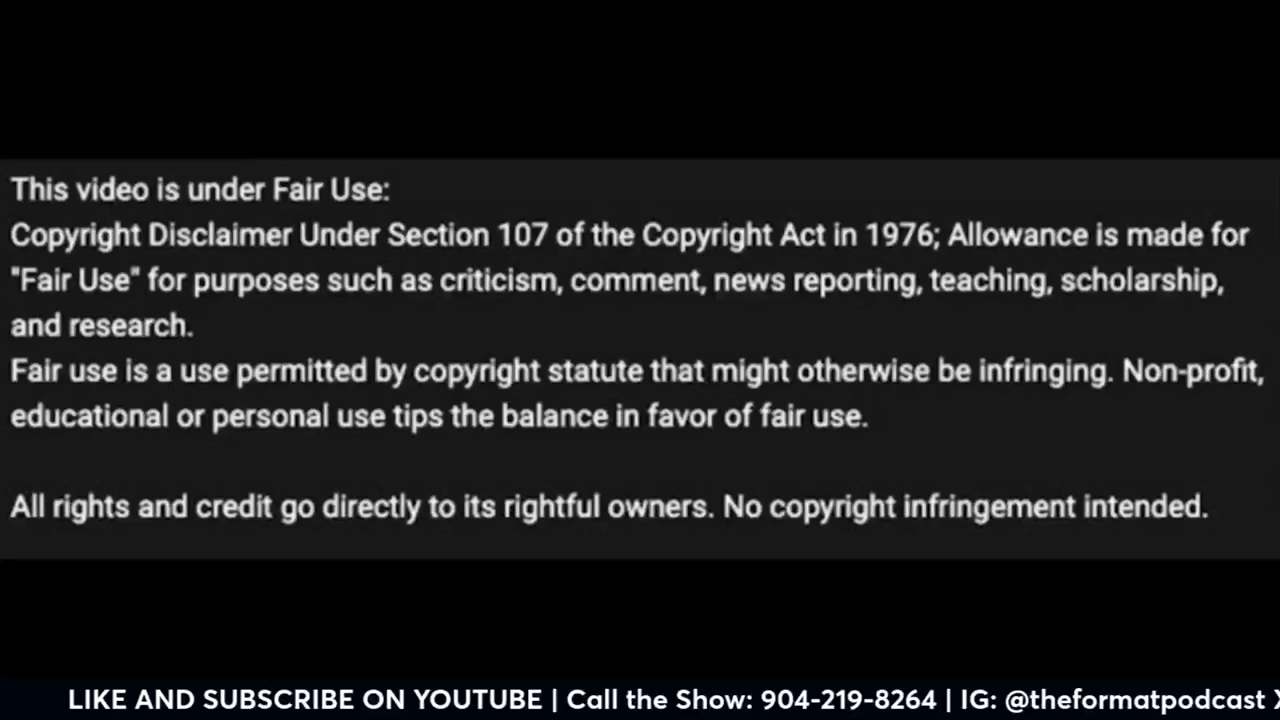 This video is under Fair Use:
Copyright Disclaimer Under Section 107 of the Copyright Act in 1976; Allowance is made for
"Fair Use" for purposes such as criticism, comment, news reporting, teaching, scholarship,
and research.
Fair use is a use permitted by copyright statute that might otherwise be infringing. Non-profit,
educational or personal use tips the balance in favor of fair use.
All rights and credit go directly to its rightful owners. No copyright infringement intended.
LIKE AND SUBSCRIBE ON YOUTUBE | Call the Show: 904-219-8264 | IG: @theformatpodcast